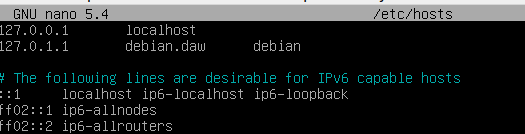 GNU nano 5.4 /etc/hosts
127.0.0.1 localhost
127.0.1.1 debian.daw debian
# The following lines are desirable for IPv6 capable hosts
::1 localhost ip6-localhost ip6-loopback
ff02::1 ip6-allnodes
ff02::2 ip6-allrouters